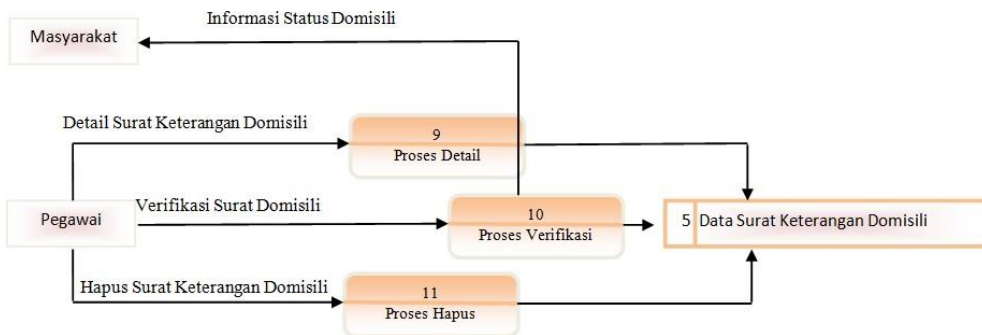 Informasi Status Domisili
Masyarakat
Detail Surat Keterangan Domisili
9
Proses Detail
Verifikasi Surat Domisili
Pegawai
10
Proses Verifikasi
5 Data Surat Keterangan Domisili
Hapus Surat Keterangan Domisili
11
Proses Hapus